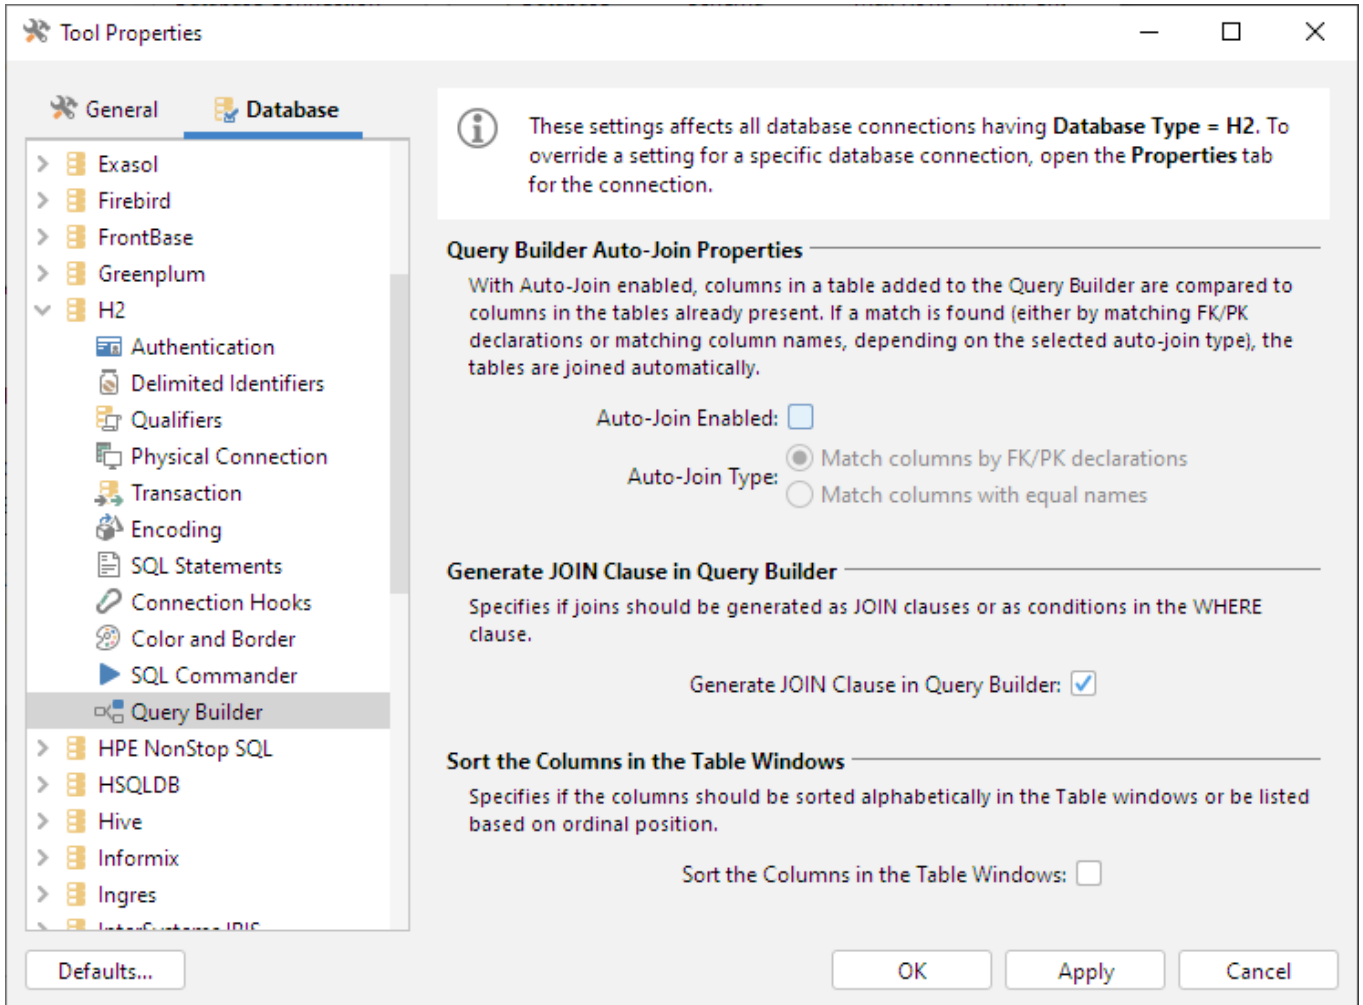 Tool Properties
General
Database
Exasol
Firebird
FrontBase
Greenplum
H2
Authentication
Delimited Identifiers
Qualifiers
Physical Connection
Transaction
Encoding
SQL Statements
Connection Hooks
Color and Border
SQL Commander
Query Builder
HPE NonStop SQL
HSQLDB
Hive
Informix
Ingres
InterSystems IRIS
These settings affects all database connections having Database Type = H2. To
override a setting for a specific database connection, open the Properties tab
for the connection.
Query Builder Auto-Join Properties
With Auto-Join enabled, columns in a table added to the Query Builder are compared to
columns in the tables already present. If a match is found (either by matching FK/PK
declarations or matching column names, depending on the selected auto-join type), the
tables are joined automatically.
Auto-Join Enabled:
Auto-Join Type:
Match columns by FK/PK declarations
Match columns with equal names
Generate JOIN Clause in Query Builder
Specifies if joins should be generated as JOIN clauses or as conditions in the WHERE
clause.
Generate JOIN Clause in Query Builder:
Sort the Columns in the Table Windows
Specifies if the columns should be sorted alphabetically in the Table windows or be listed
based on ordinal position.
Sort the Columns in the Table Windows:
Defaults...
OK
Apply
Cancel